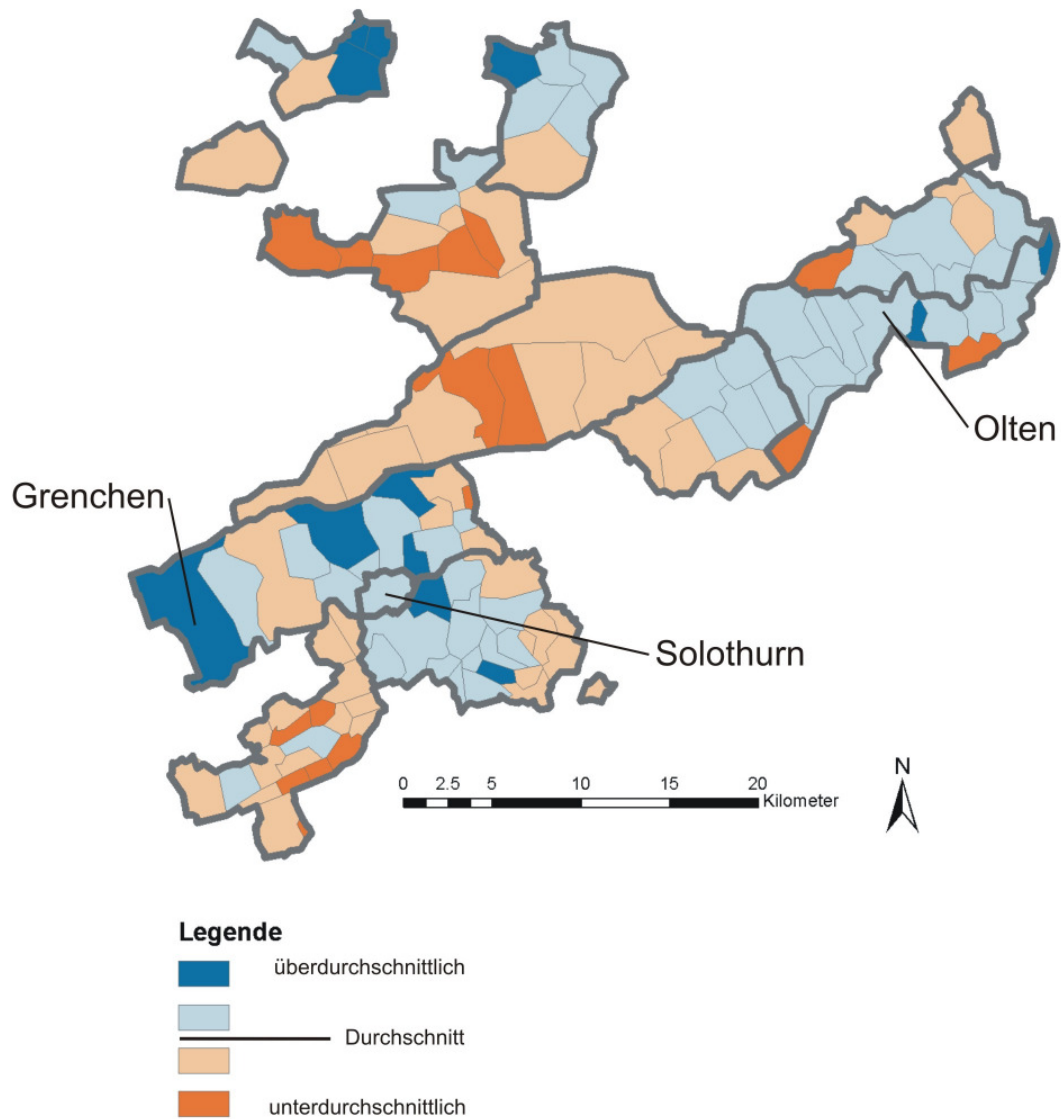 Olten
Grenchen
Solothurn
0 2.5 5 10 15 20
Kilometer
N
Legende
überdurchschnittlich
Durchschnitt
unterdurchschnittlich